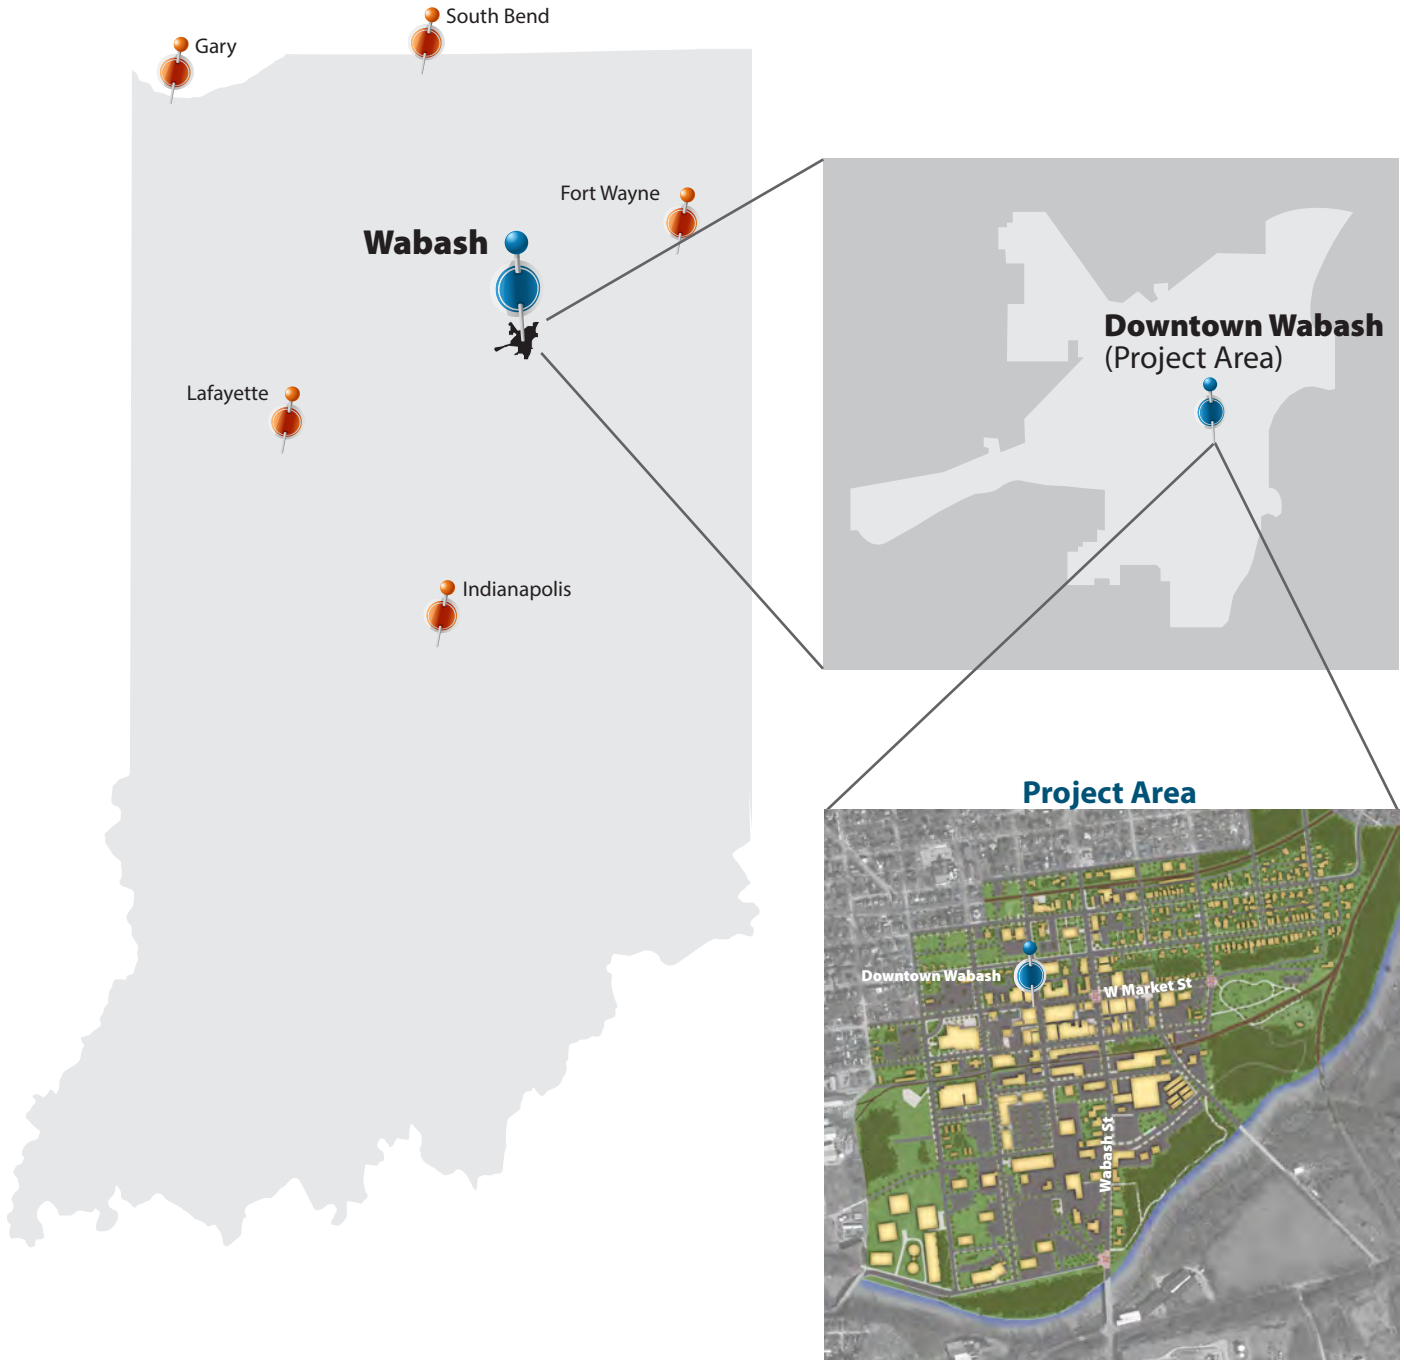 South Bend
Gary
Fort Wayne
Wabash
Downtown Wabash
(Project Area)
Lafayette
Indianapolis
Project Area
Downtown Wabash
W Market St
Wabash St